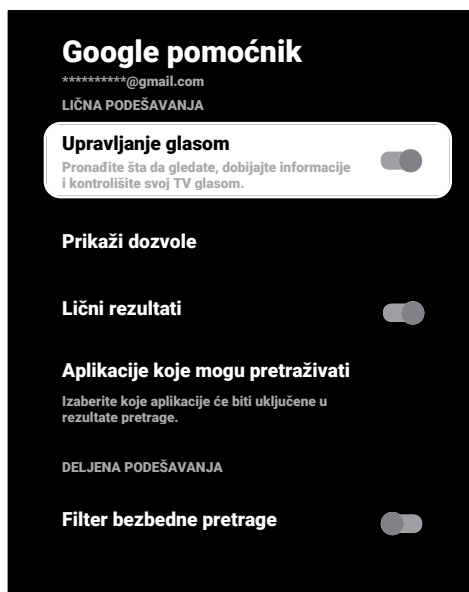 Google pomoćnik
**********@gmail.com
LIČNA PODEŠAVANJA
Upravljanje glasom
Pronađite šta da gledate, dobijajte informacije
i kontrolišite svoj TV glasom.
Prikaži dozvole
Lični rezultati
Aplikacije koje mogu pretraživati
Izaberite koje aplikacije će biti uključene u
rezultate pretrage.
DELJENA PODEŠAVANJA
Filter bezbedne pretrage